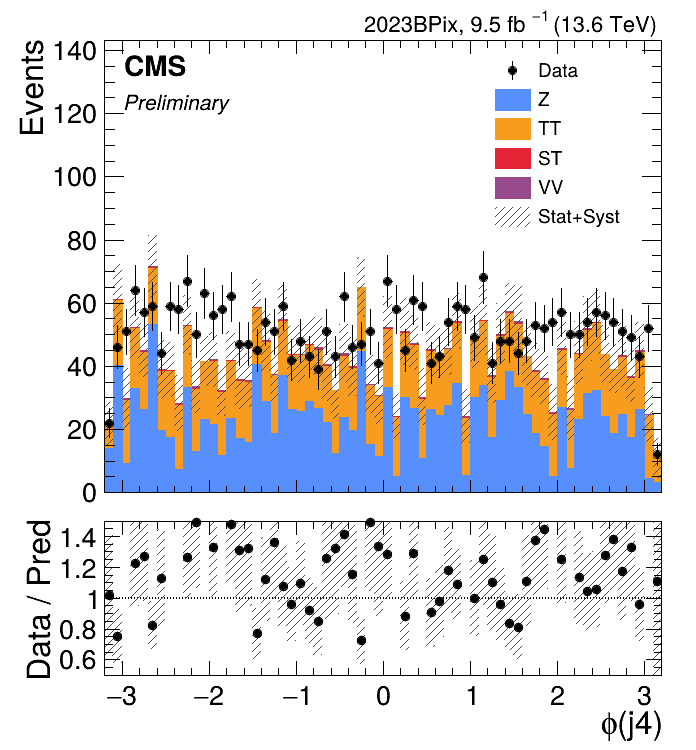 2023BPix, 9.5 fb⁻¹ (13.6 TeV)
CMS
Preliminary
Data
Z
TT
ST
VV
Stat+Syst
Events
140
120
100
80
60
40
20
0
Data / Pred
1.4
1.2
1
0.8
0.6
−3 −2 −1 0 1 2 3
ϕ(j4)